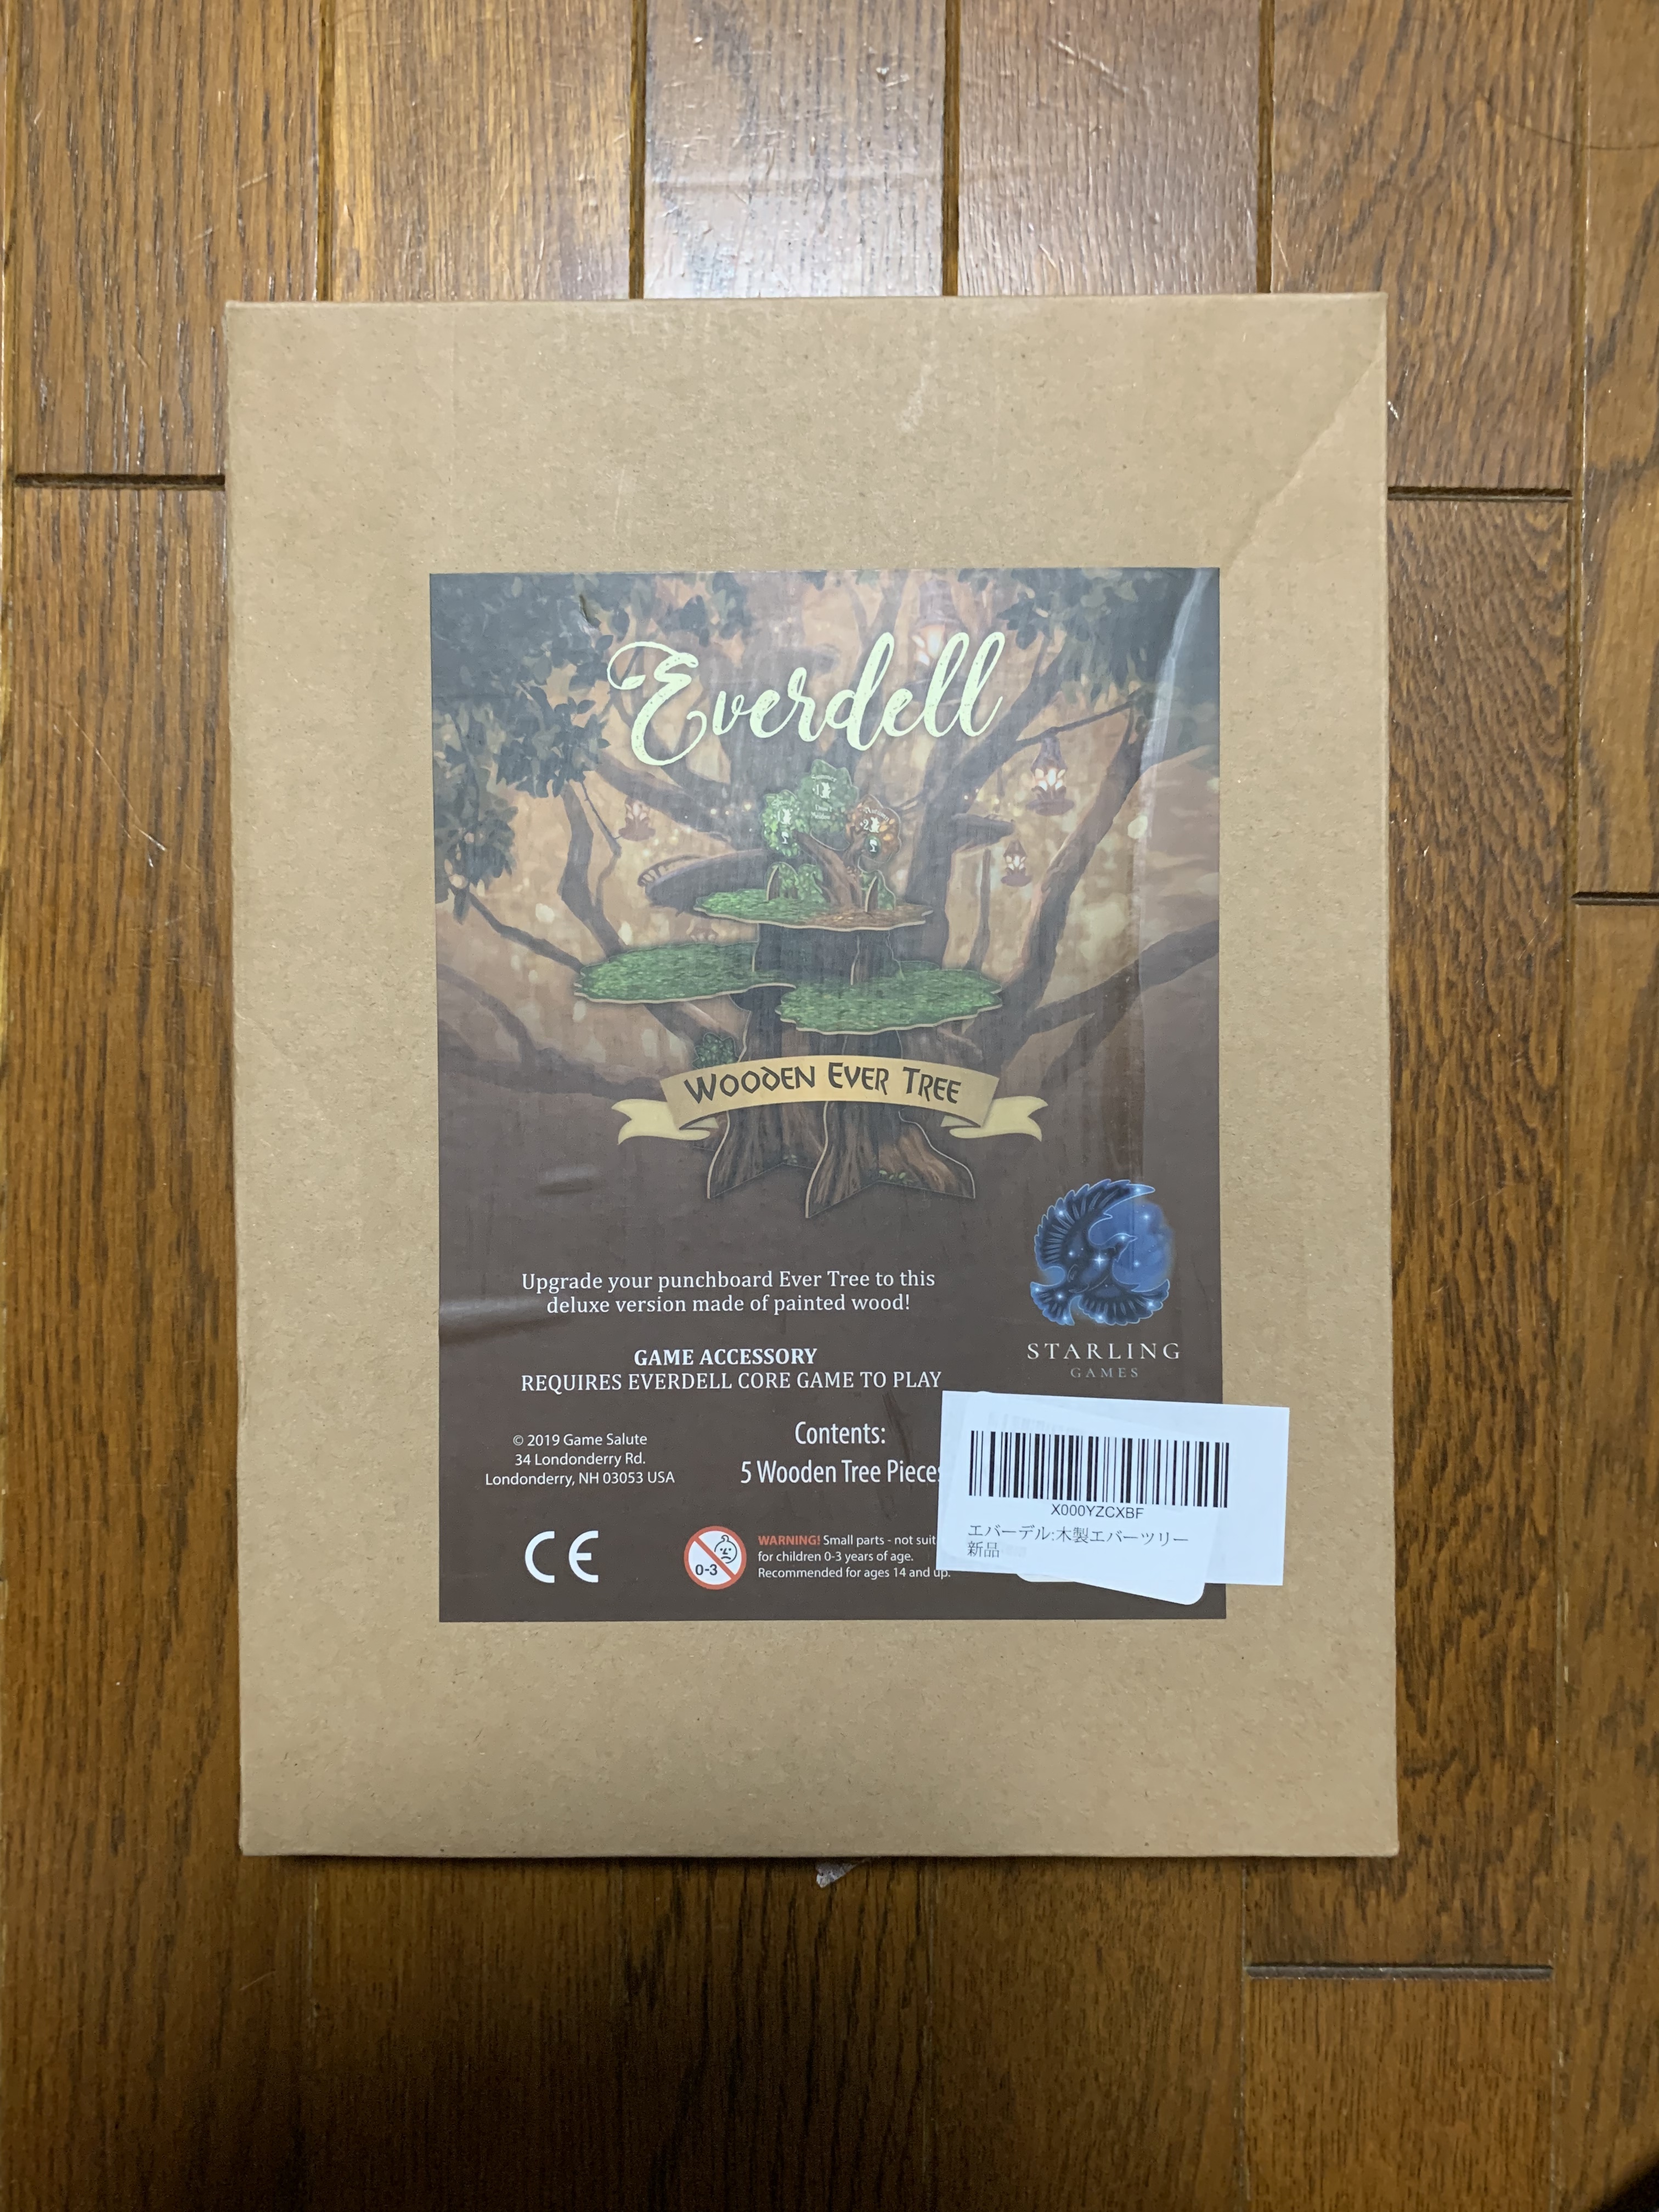 Everdell
WOODEN EVER TREE
Upgrade your punchboard Ever Tree to this
deluxe version made of painted wood!
STARLING
GAMES
GAME ACCESSORY
REQUIRES EVERDELL CORE GAME TO PLAY
© 2019 Game Salute
34 Londonderry Rd.
Londonderry, NH 03053 USA
Contents:
5 Wooden Tree Pieces
CE
0-3
WARNING! Small parts - not suit
for children 0-3 years of age.
Recommended for ages 14 and up.
X000YZCXBF
エバーデル:木製エバーツリー
新品